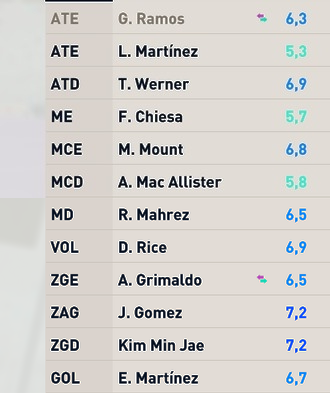 ATE G. Ramos 6,3
ATE L. Martínez 5,3
ATD T. Werner 6,9
ME F. Chiesa 5,7
MCE M. Mount 6,8
MCD A. Mac Allister 5,8
MD R. Mahrez 6,5
VOL D. Rice 6,9
ZGE A. Grimaldo 6,5
ZAG J. Gomez 7,2
ZGD Kim Min Jae 7,2
GOL E. Martínez 6,7